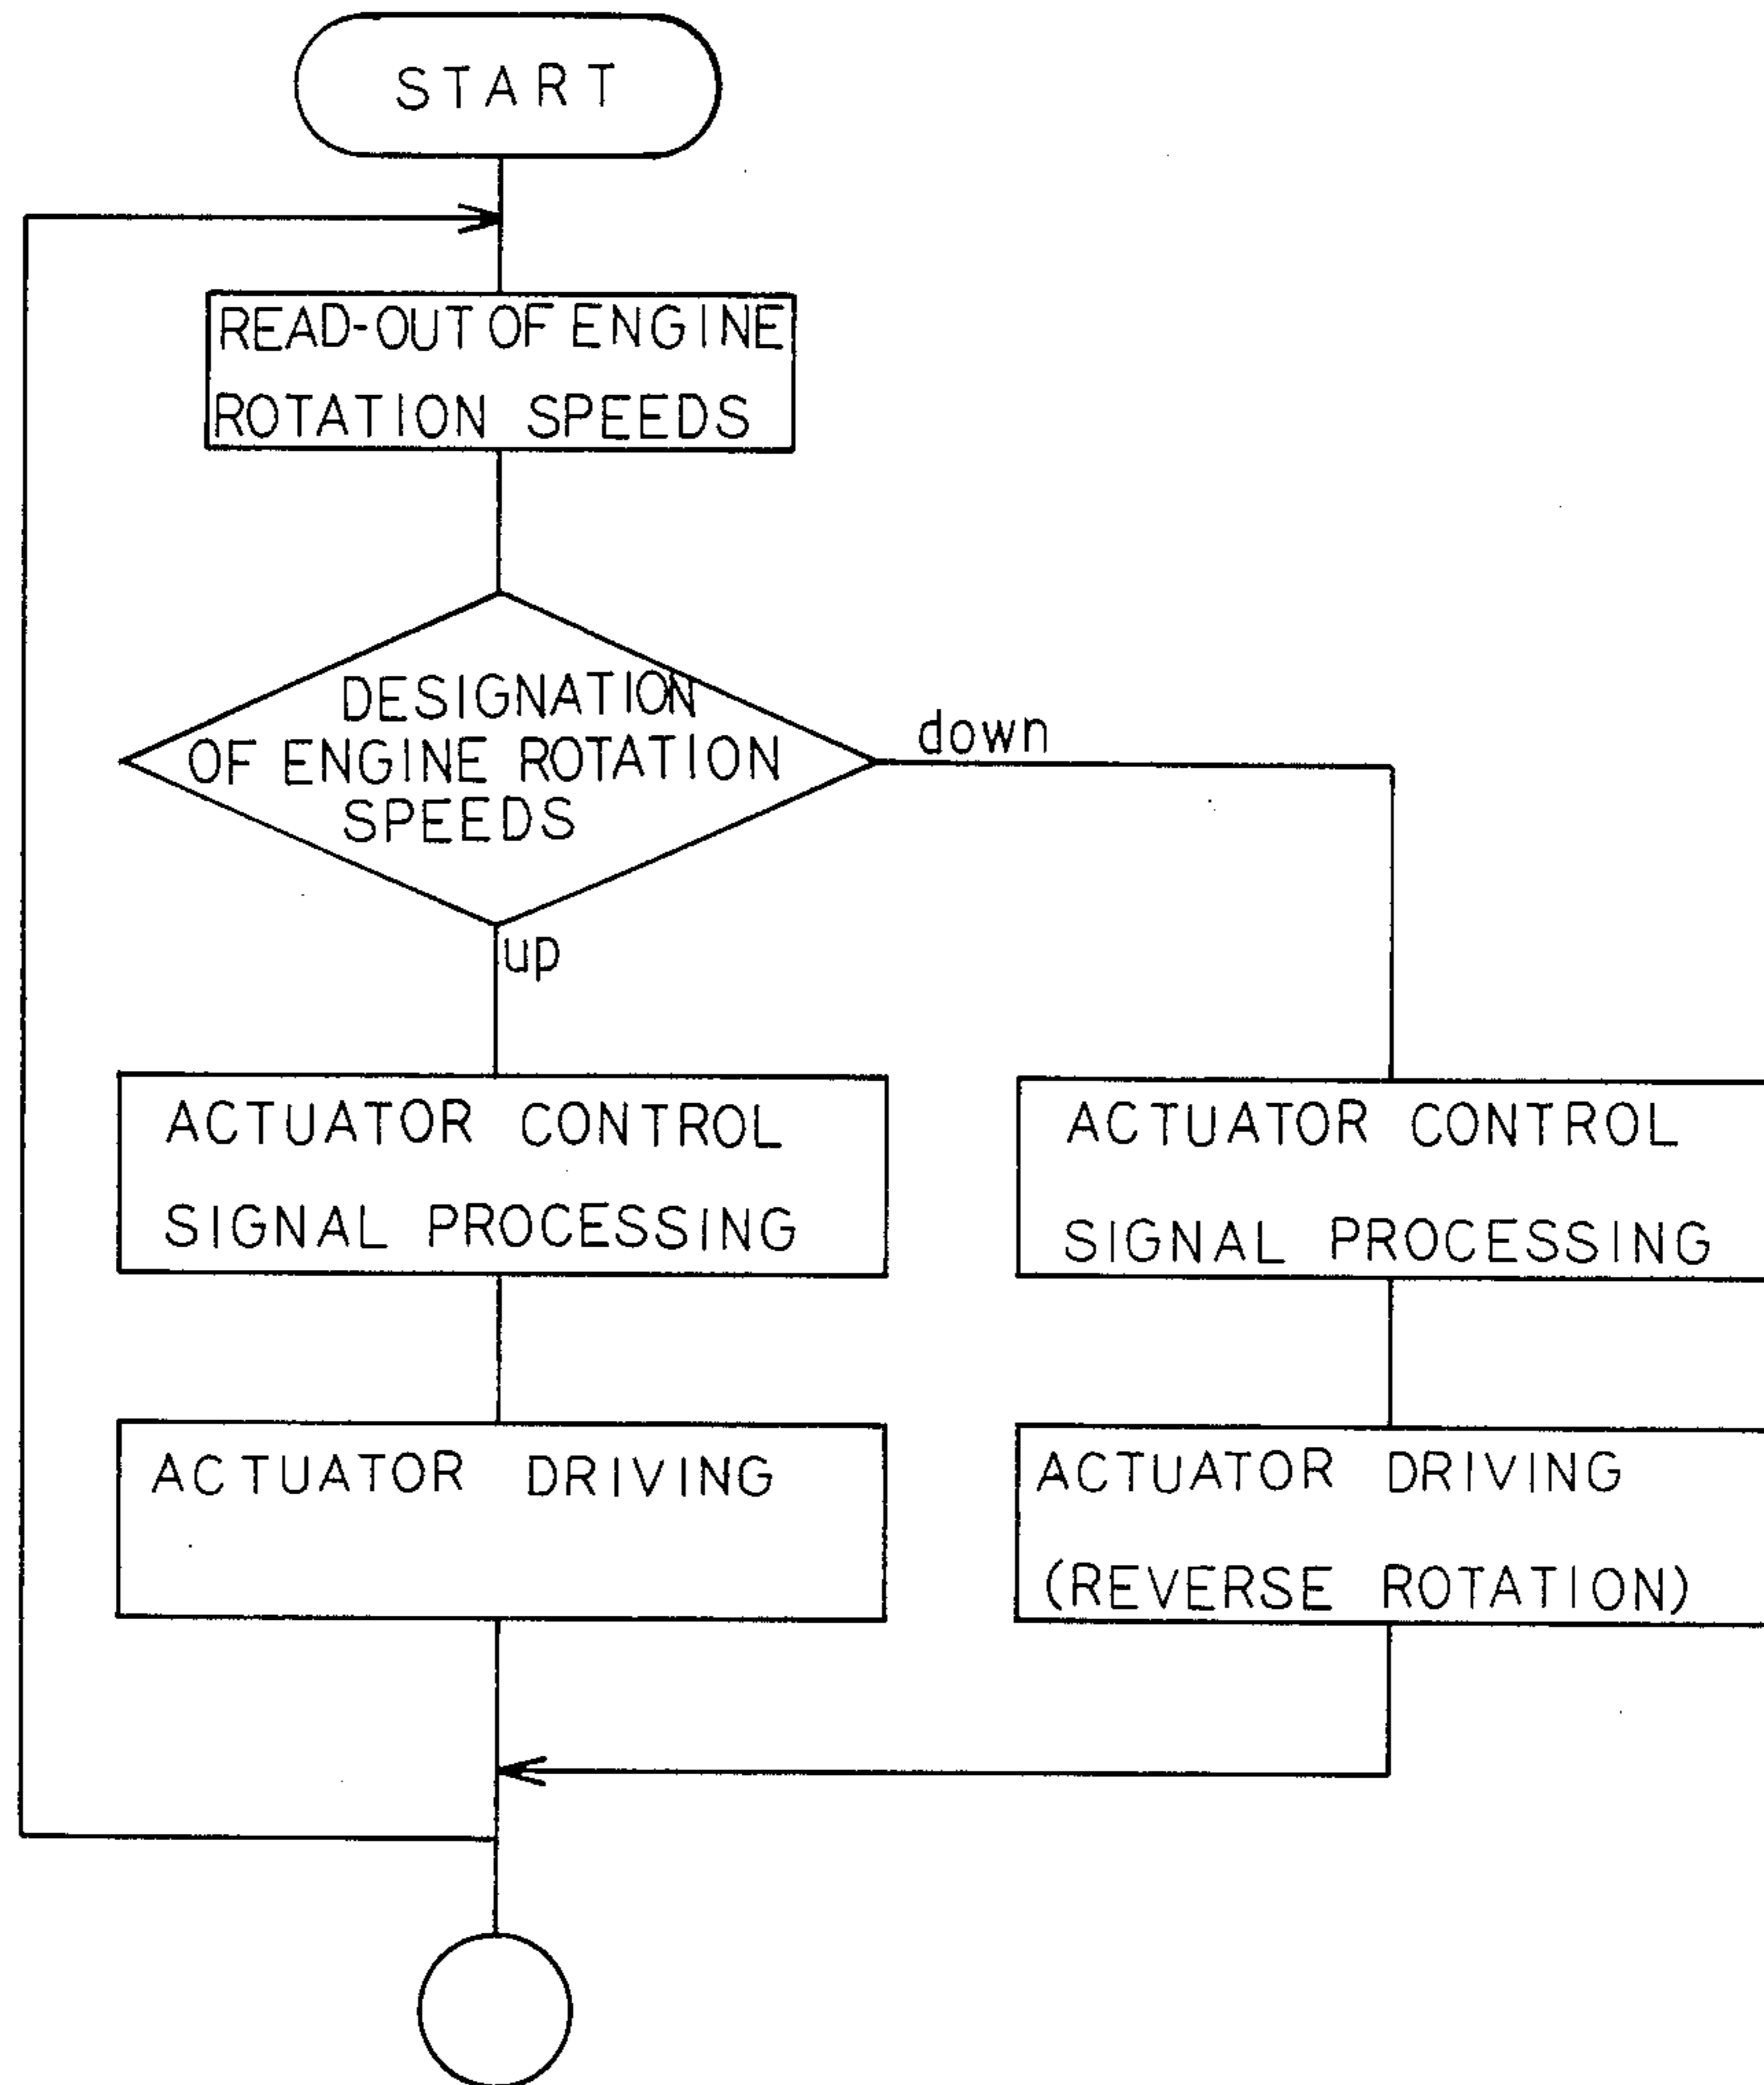 START
READ-OUT OF ENGINE
ROTATION SPEEDS
DESIGNATION
OF ENGINE ROTATION
SPEEDS
down
up
ACTUATOR CONTROL
SIGNAL PROCESSING
ACTUATOR CONTROL
SIGNAL PROCESSING
ACTUATOR DRIVING
ACTUATOR DRIVING
(REVERSE ROTATION)